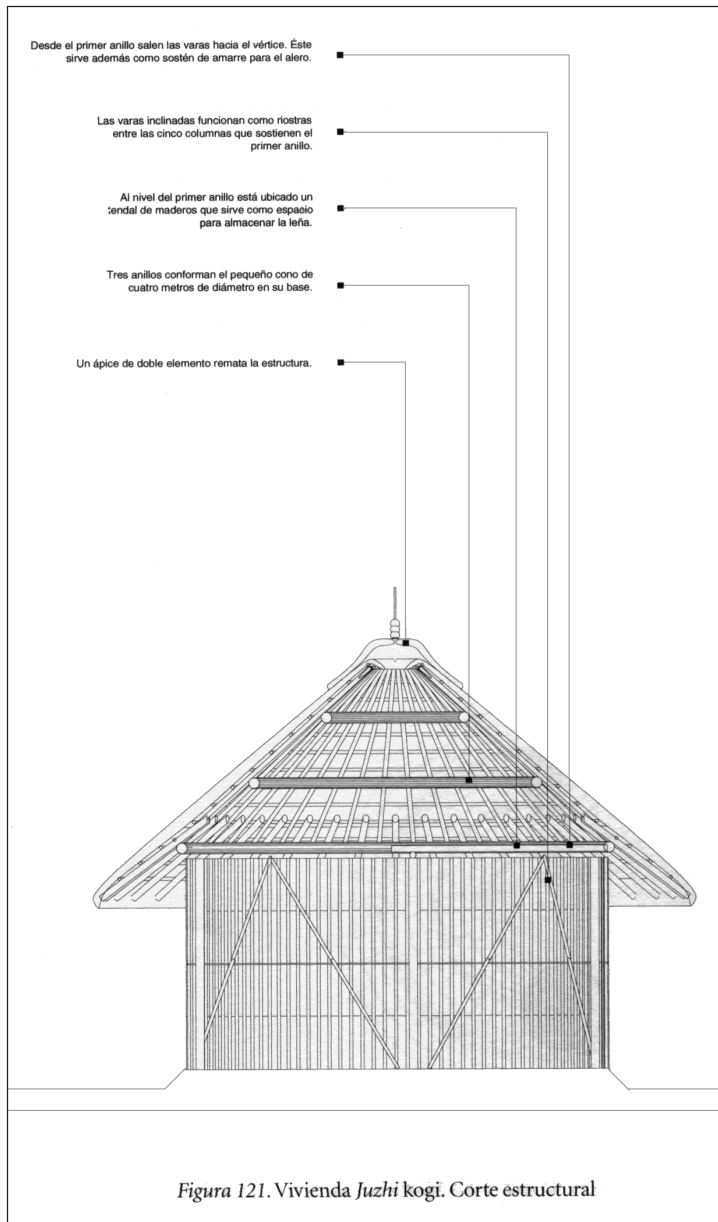 Desde el primer anillo salen las varas hacia el vértice. Éste
sirve además como sostén de amarre para el alero.
Las varas inclinadas funcionan como riostras
entre las cinco columnas que sostienen el
primer anillo.
Al nivel del primer anillo está ubicado un
tendal de maderos que sirve como espacio
para almacenar la leña.
Tres anillos conforman el pequeño cono de
cuatro metros de diámetro en su base.
Un ápice de doble elemento remata la estructura.
Figura 121. Vivienda Juzhi kogi. Corte estructural